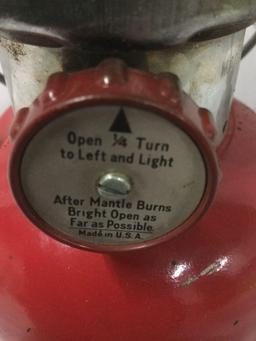 Open ¼ Turn
to Left and Light
After Mantle Burns
Bright Open as
Far as Possible
Made in U.S.A.